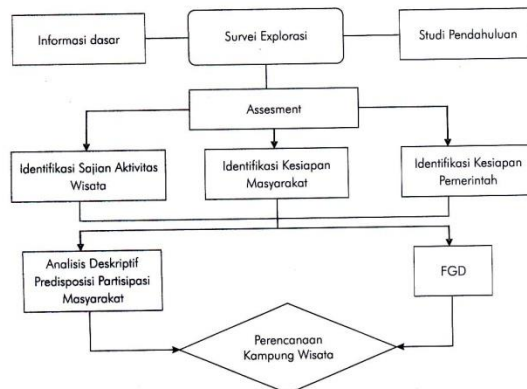 Informasi dasar
Survei Explorasi
Studi Pendahuluan
Assesment
Identifikasi Sajian Aktivitas
Wisata
Identifikasi Kesiapan
Masyarakat
Identifikasi Kesiapan
Pemerintah
Analisis Deskriptif
Predisposisi Partisipasi
Masyarakat
FGD
Perencanaan
Kampung Wisata